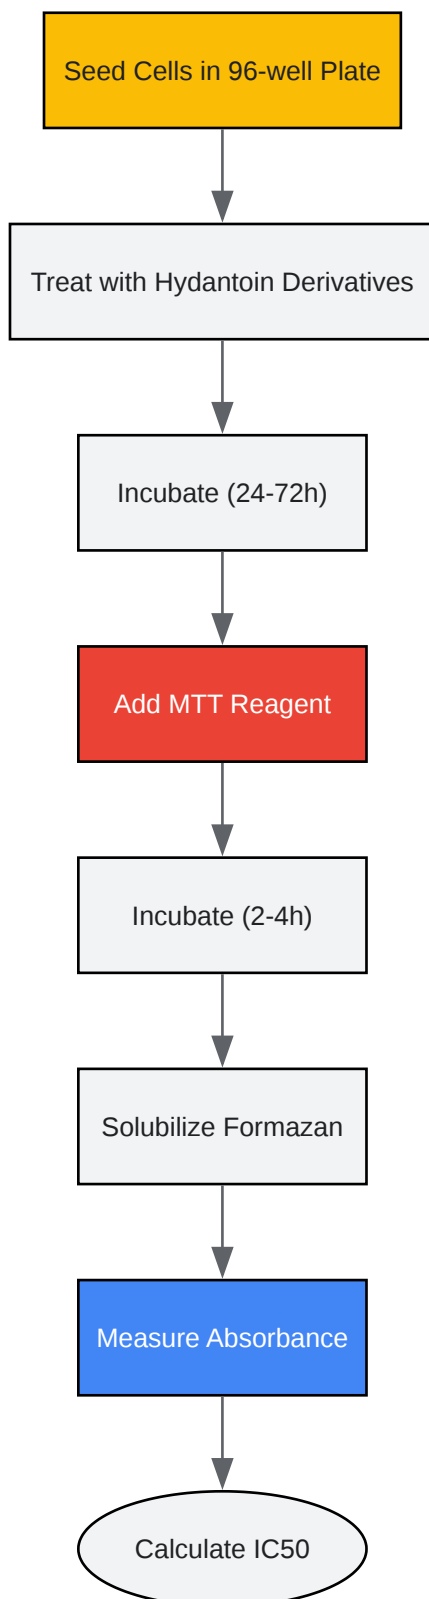 Seed Cells in 96-well Plate
Treat with Hydantoin Derivatives
Incubate (24-72h)
Add MTT Reagent
Incubate (2-4h)
Solubilize Formazan
Measure Absorbance
Calculate IC50